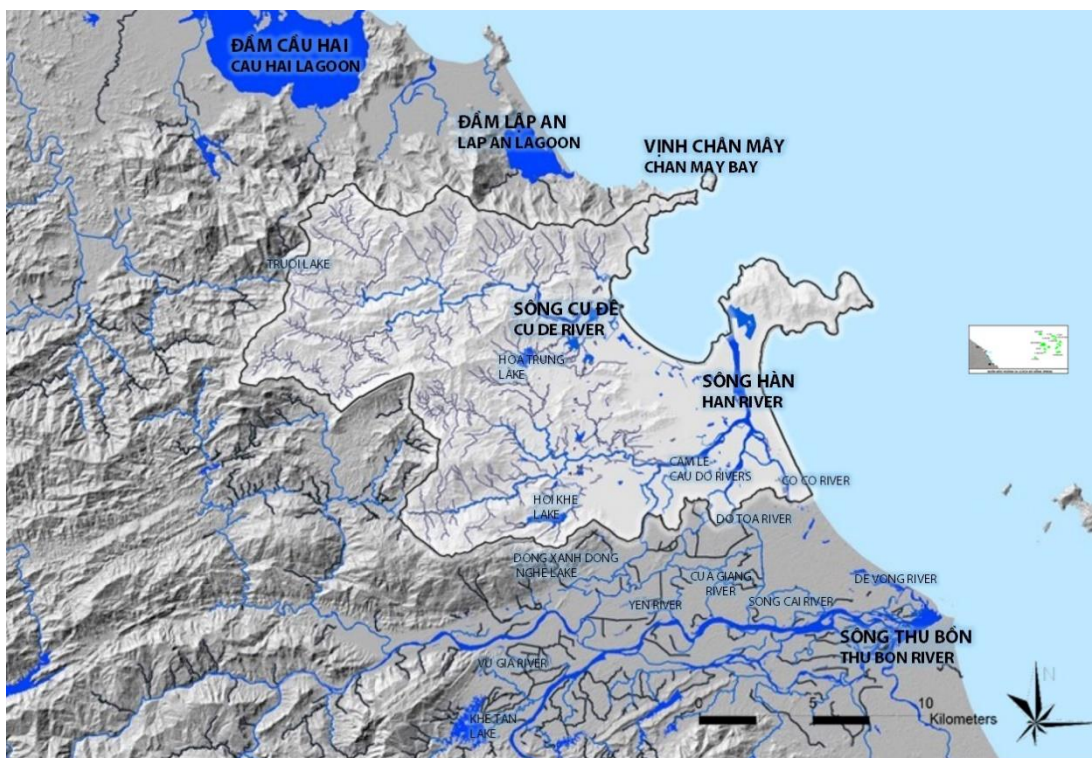 ĐẦM CẦU HAI
CAU HAI LAGOON
ĐẦM LẬP AN
LAP AN LAGOON
VỊNH CHÂN MÂY
CHAN MAY BAY
TRUOI LAKE
SÔNG CU ĐÊ
CU DE RIVER
HOA TRUNG
LAKE
SÔNG HÀN
HAN RIVER
CAM LE
CAU DO RIVERS
CO CO RIVER
HOI KHE
LAKE
DO TOA RIVER
DONG XANH DONG
NGHE LAKE
CUA GIANG
RIVER
DE VONG RIVER
YEN RIVER
SONG CAI RIVER
SÔNG THU BỒN
THU BON RIVER
VU GIA RIVER
KHE TAN
LAKE
0 5 10
Kilometers
N